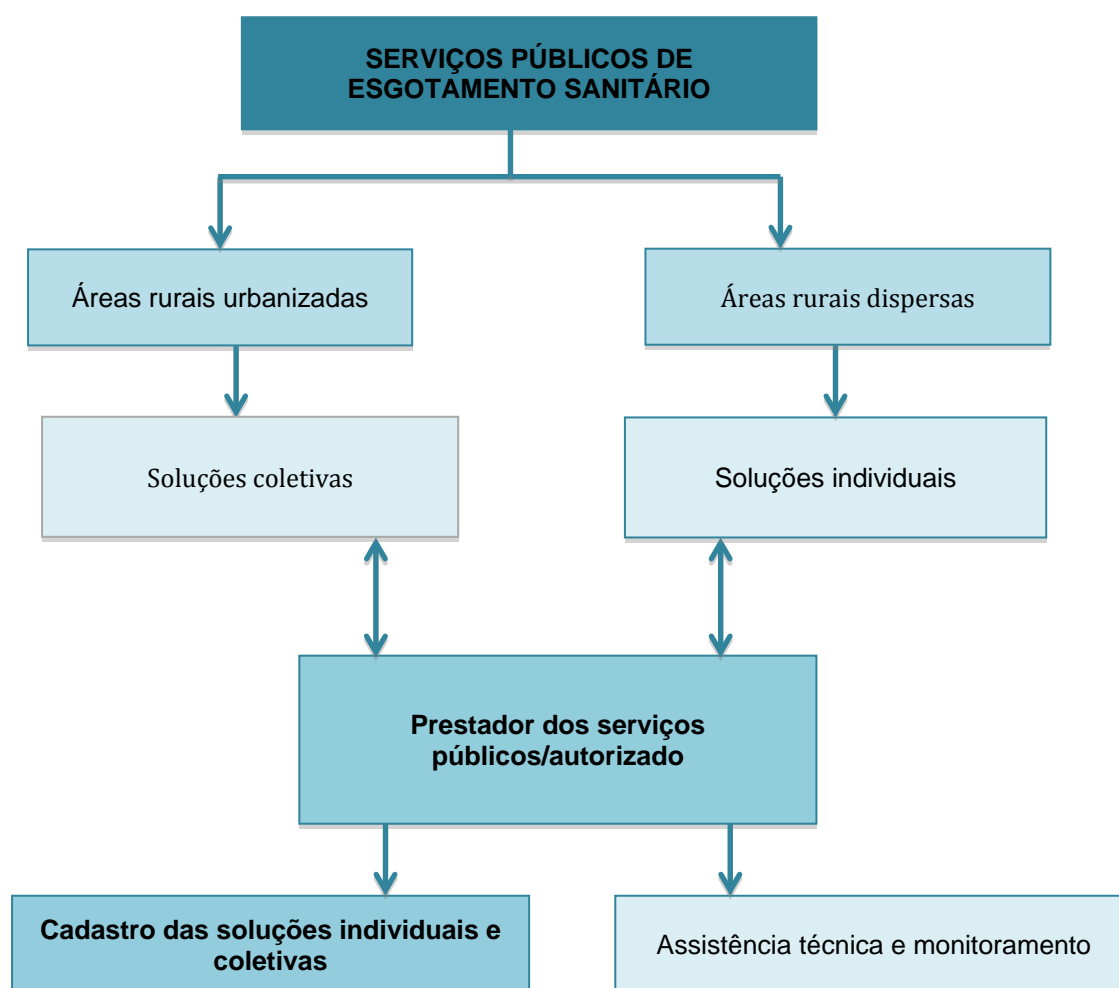 SERVIÇOS PÚBLICOS DE
ESGOTAMENTO SANITÁRIO
Áreas rurais urbanizadas
Áreas rurais dispersas
Soluções coletivas
Soluções individuais
Prestador dos serviços
públicos/autorizado
Cadastro das soluções individuais e
coletivas
Assistência técnica e monitoramento